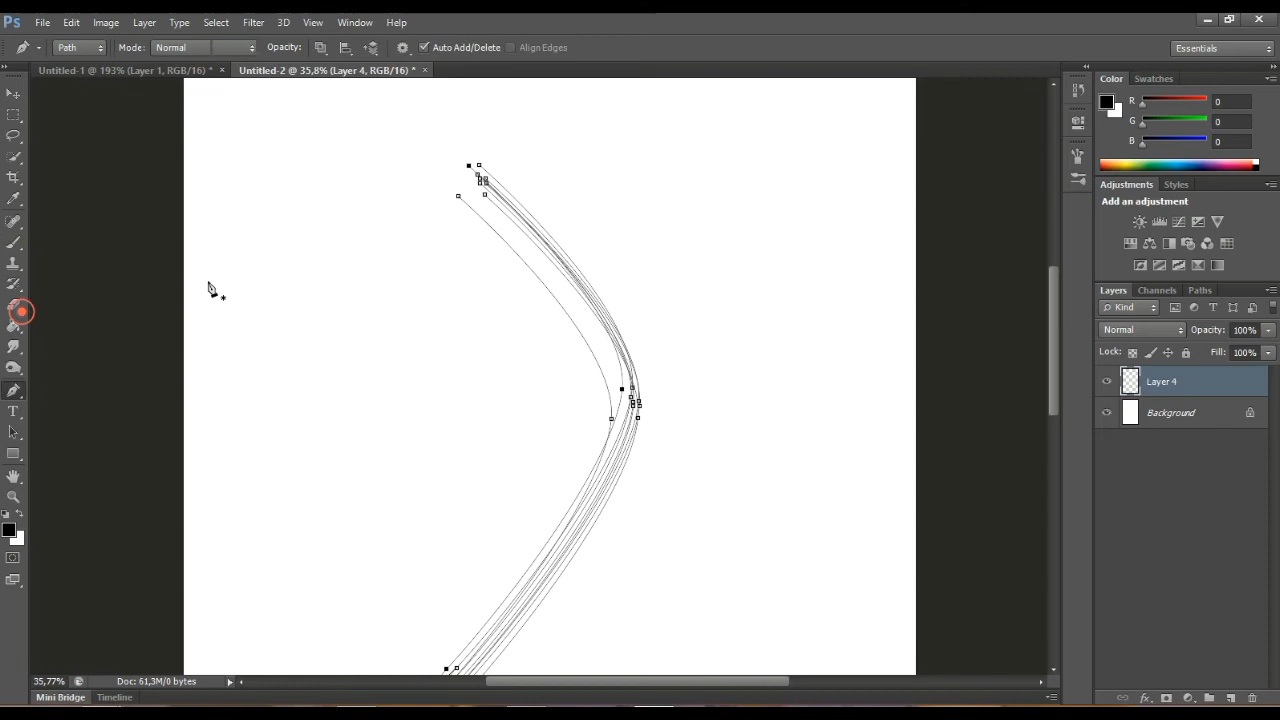 Ps File Edit Image Layer Type Select Filter 3D View Window Help
Path Mode: Normal Opacity: Auto Add/Delete Align Edges Essentials
Untitled-1 @ 193% (Layer 1, RGB/16) * × Untitled-2 @ 35,8% (Layer 4, RGB/16) * ×
Color Swatches
R 0
G 0
B 0
Adjustments Styles
Add an adjustment
Layers Channels Paths
Kind T
Normal Opacity: 100%
Lock: Fill: 100%
Layer 4
Background
T
35,77% Doc: 61,3M/0 bytes
fx
Mini Bridge Timeline